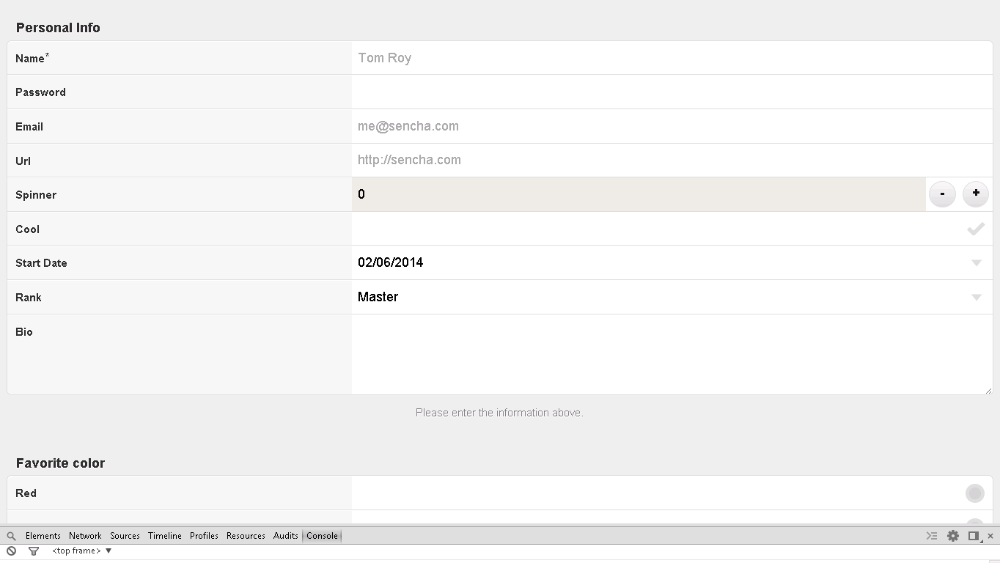 Personal Info
Name* Tom Roy
Password
Email me@sencha.com
Url http://sencha.com
Spinner 0 - +
Cool
Start Date 02/06/2014
Rank Master
Bio
Please enter the information above.
Favorite color
Red
Elements Network Sources Timeline Profiles Resources Audits Console
<top frame>